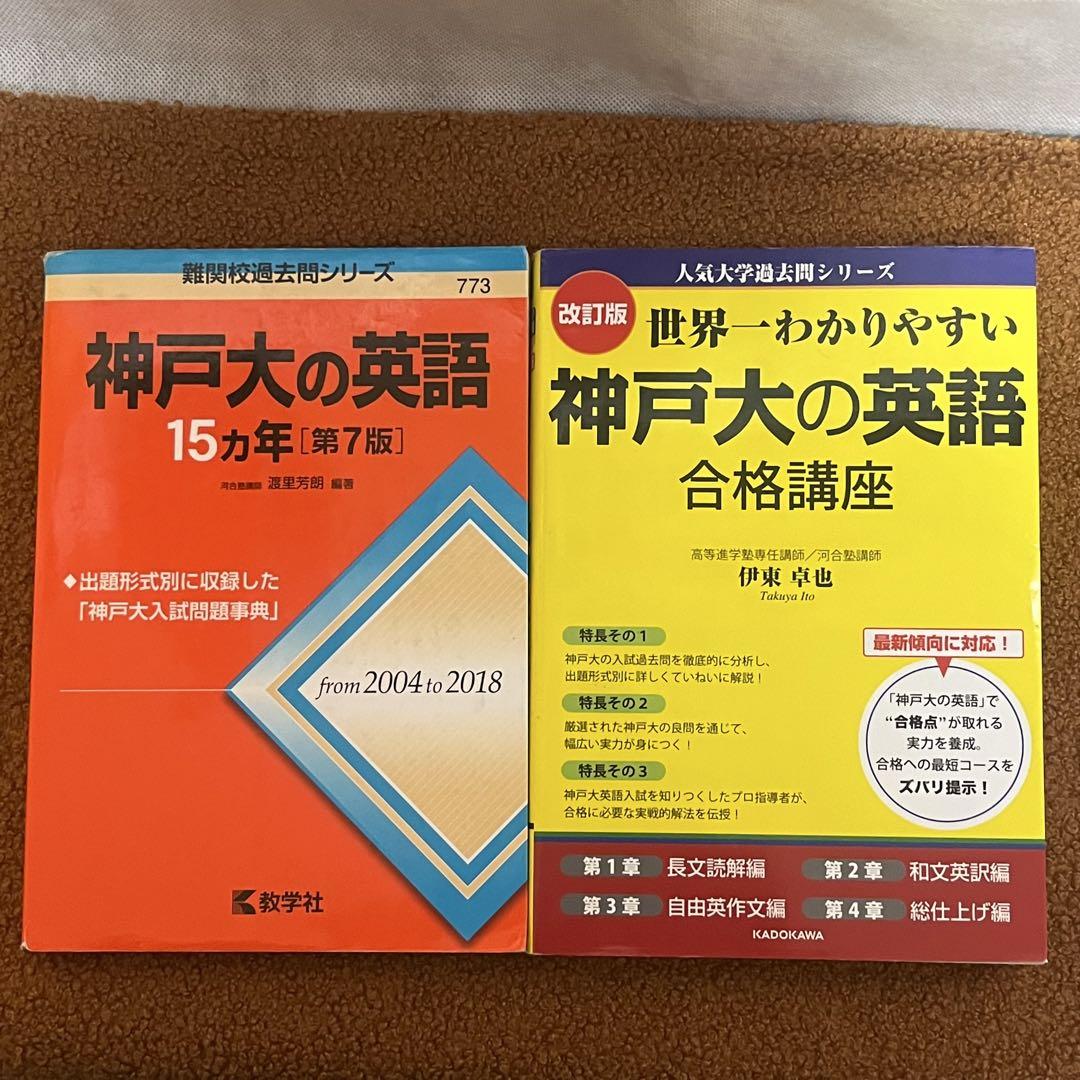 難関校過去問シリーズ
773
神戸大の英語
15カ年[第7版]
河合塾講師 渡里芳朗 編著
◆出題形式別に収録した
「神戸大入試問題事典」
from 2004 to 2018
教学社
人気大学過去問シリーズ
改訂版
世界一わかりやすい
神戸大の英語
合格講座
高等進学塾専任講師/河合塾講師
伊東 卓也
Takuya Ito
特長その1
神戸大の入試過去問を徹底的に分析し、
出題形式別に詳しくていねいに解説!
特長その2
厳選された神戸大の良問を通じて、
幅広い実力が身につく!
特長その3
神戸大英語入試を知りつくしたプロ指導者が、
合格に必要な実戦的解法を伝授!
最新傾向に対応!
「神戸大の英語」で
“合格点”が取れる
実力を養成。
合格への最短コースを
ズバリ提示!
第1章 長文読解編
第2章 和文英訳編
第3章 自由英作文編
第4章 総仕上げ編
KADOKAWA